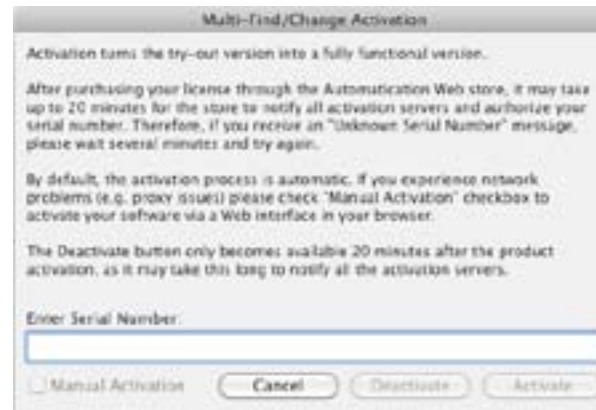 Multi-Find/Change Activation
Activation turns the try-out version into a fully functional version.
After purchasing your license through the Automatication Web store, it may take
up to 20 minutes for the store to notify all activation servers and authorize your
serial number. Therefore, if you receive an "Unknown Serial Number" message,
please wait several minutes and try again.
By default, the activation process is automatic. If you experience network
problems (e.g. proxy issues) please check "Manual Activation" checkbox to
activate your software via a Web interface in your browser.
The Deactivate button only becomes available 20 minutes after the product
activation, as it may take this long to notify all the activation servers.
Enter Serial Number:
Manual Activation Cancel Deactivate Activate